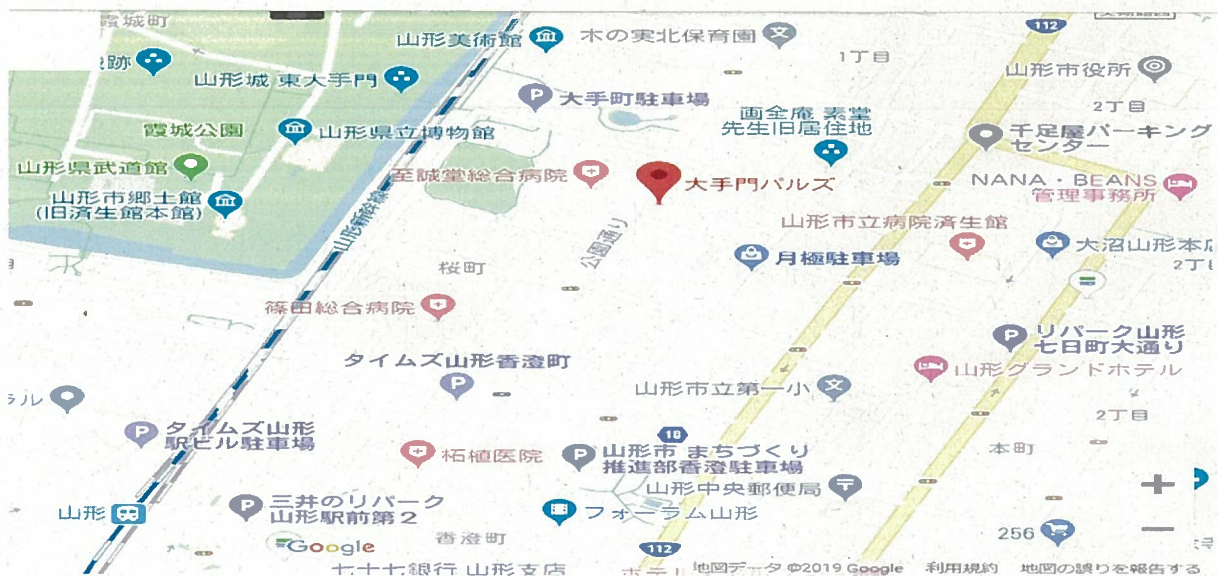 霞城町
山形美術館
木の実北保育園
112
1丁目
跡
山形城 東大手門
山形市役所
大手町駐車場
2丁目
画全庵 素堂
先生旧居住地
霞城公園
山形県立博物館
千足屋パーキング
センター
山形県武道館
至誠堂総合病院
大手門パルズ
NANA・BEANS
管理事務所
山形市郷土館
(旧済生館本館)
山形新幹線
公園通り
山形市立病院済生館
月極駐車場
大沼山形本店
2丁目
桜町
篠田総合病院
リパーク山形
七日町大通り
タイムズ山形香澄町
山形グランドホテル
山形市立第一小
ラル
2丁目
タイムズ山形
駅ビル駐車場
18
本町
柘植医院
山形市 まちづくり
推進部香澄駐車場
山形中央郵便局
三井のリパーク
山形駅前第2
山形
フォーラム山形
256
香澄町
Google
112
七十七銀行 山形支店
地図データ ©2019 Google
利用規約
地図の誤りを報告する